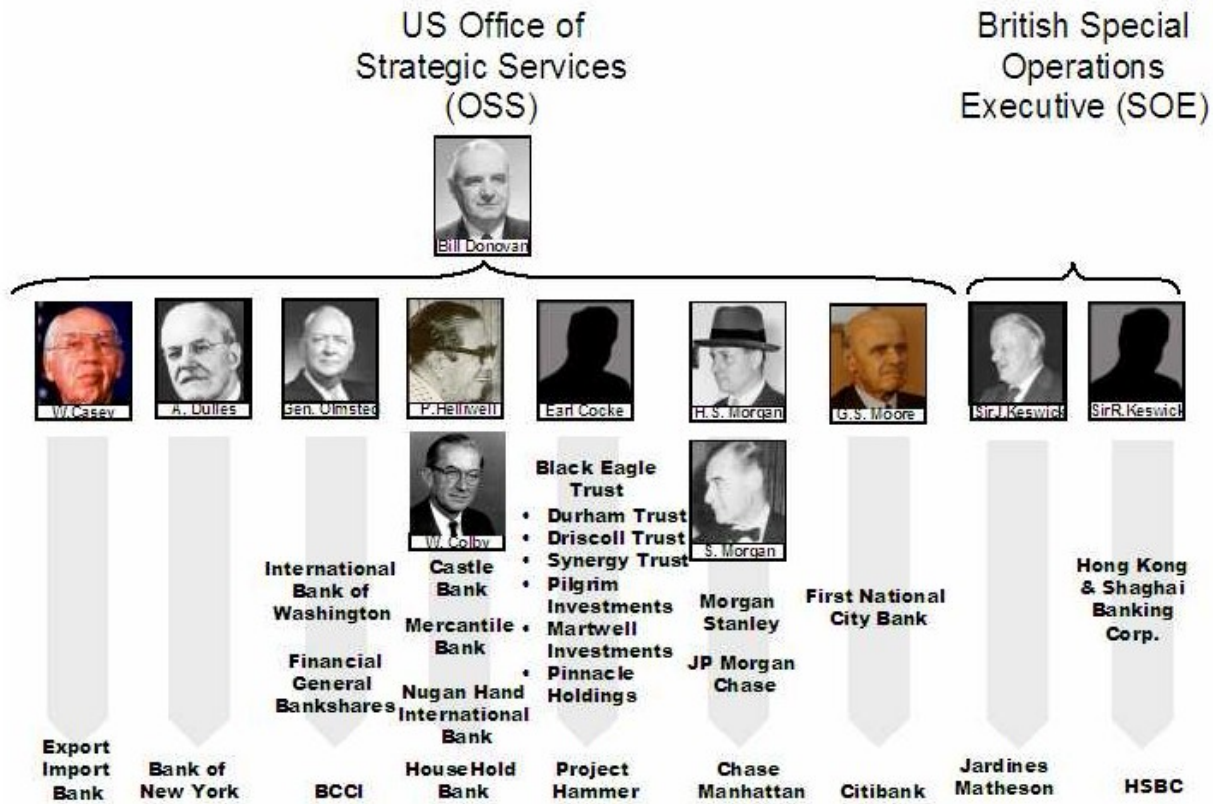 US Office of
Strategic Services
(OSS)
British Special
Operations
Executive (SOE)
Bill Donovan
W.Casey
A. Dulles
Gen. Olmsted
P.Helliwell
Earl Cocke
H.S. Morgan
G.S. Moore
SirJ.Keswick
SirR.Keswick
W. Colby
S. Morgan
Export
Import
Bank
Bank of
New York
International
Bank of
Washington
Financial
General
Bankshares
BCCI
Castle
Bank
Mercantile
Bank
Nugan Hand
International
Bank
HouseHold
Bank
Black Eagle
Trust
• Durham Trust
• Driscoll Trust
• Synergy Trust
• Pilgrim
Investments
• Martwell
Investments
• Pinnacle
Holdings
Project
Hammer
Morgan
Stanley
JP Morgan
Chase
Chase
Manhattan
First National
City Bank
Citibank
Jardines
Matheson
Hong Kong
& Shaghai
Banking
Corp.
HSBC